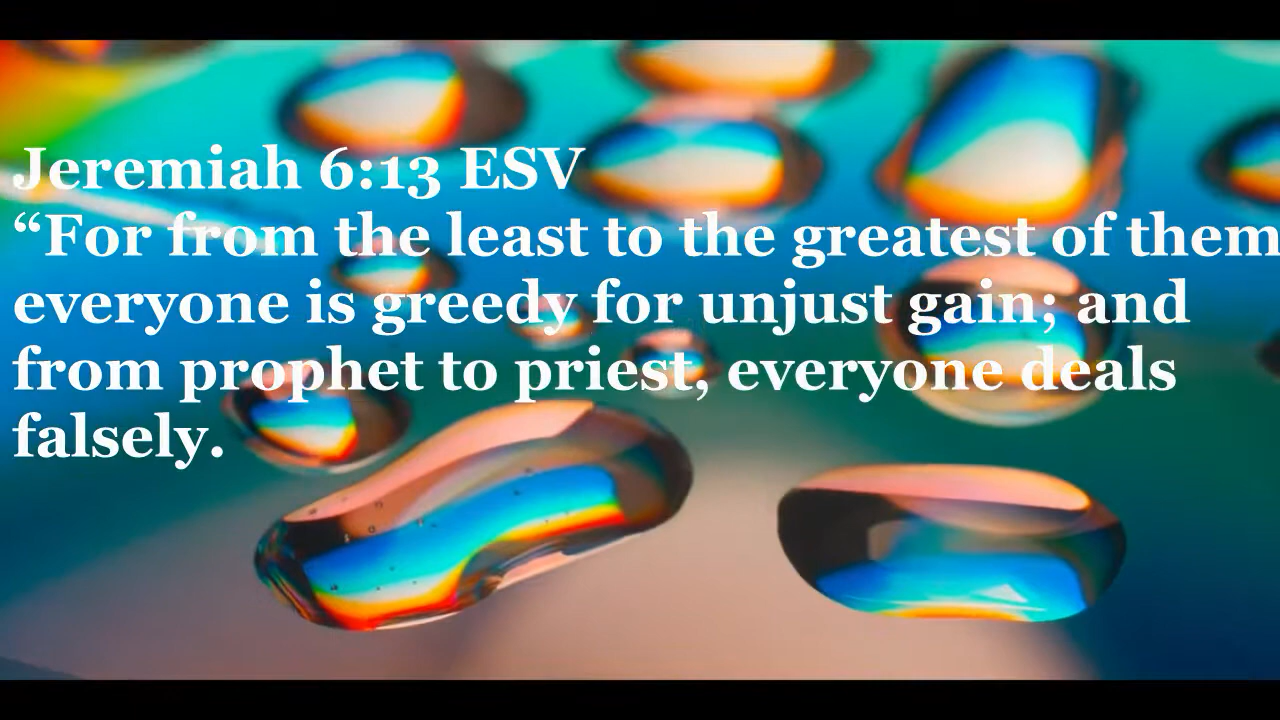 Jeremiah 6:13 ESV
“For from the least to the greatest of them
everyone is greedy for unjust gain; and
from prophet to priest, everyone deals
falsely.